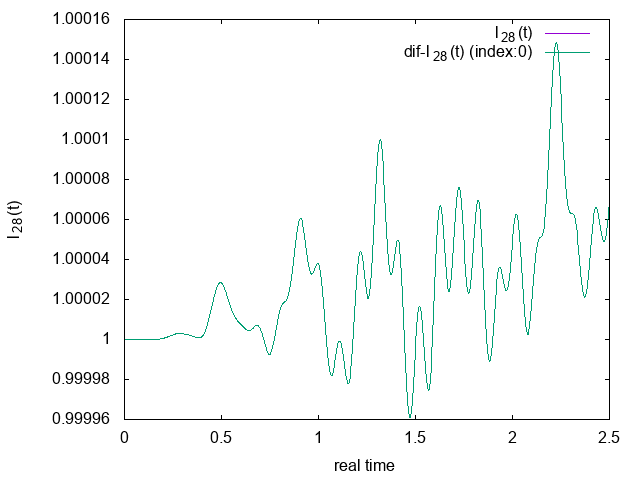 1.00016
1.00014
1.00012
1.0001
1.00008
1.00006
1.00004
1.00002
1
0.99998
0.99996
I28(t)
I28(t)
dif-I28(t) (index:0)
0 0.5 1 1.5 2 2.5
real time